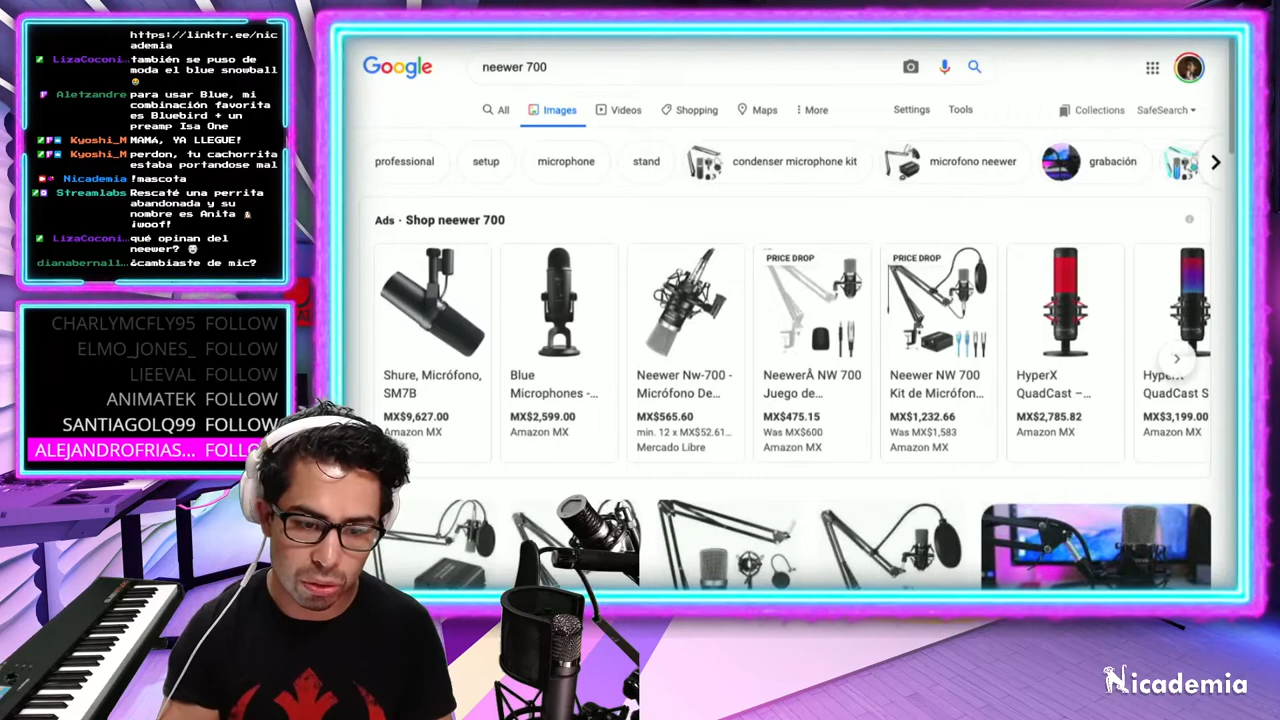 https://linktr.ee/nic
ademia
LizaCoconi... también se puso de
moda el blue snowball
Aletzandre para usar Blue, mi
combinación favorita
es Bluebird + un
preamp Isa One
Kyoshi_M MAMá, YA LLEGUE!
Kyoshi_M perdon, tu cachorrita
estaba portandose mal
Nicademia !mascota
Streamlabs Rescaté una perrita
abandonada y su
nombre es Anita
¡woof!
LizaCoconi... qué opinan del
neewer?
dianabernall... ¿cambiaste de mic?
CHARLYMCFLY95 FOLLOW
ELMO_JONES_ FOLLOW
LIEEVAL FOLLOW
ANIMATEK FOLLOW
SANTIAGOLQ99 FOLLOW
ALEJANDROFRIAS...
Google
neewer 700
All Images Videos Shopping Maps More Settings Tools Collections SafeSearch
professional setup microphone stand condenser microphone kit microfono neewer grabación
Ads · Shop neewer 700
PRICE DROP PRICE DROP
Shure, Micrófono,
SM7B
MX$9,627.00
Amazon MX
Blue
Microphones -...
MX$2,599.00
Amazon MX
Neewer Nw-700 -
Micrófono De...
MX$565.60
min. 12 x MX$52.61...
Mercado Libre
NeewerÂ NW 700
Juego de...
MX$475.15
Was MX$600
Amazon MX
Neewer NW 700
Kit de Micrófon...
MX$1,232.66
Was MX$1,583
Amazon MX
HyperX
QuadCast –...
MX$2,785.82
Amazon MX
HyperX
QuadCast S
MX$3,199.00
Amazon MX
Nicademia